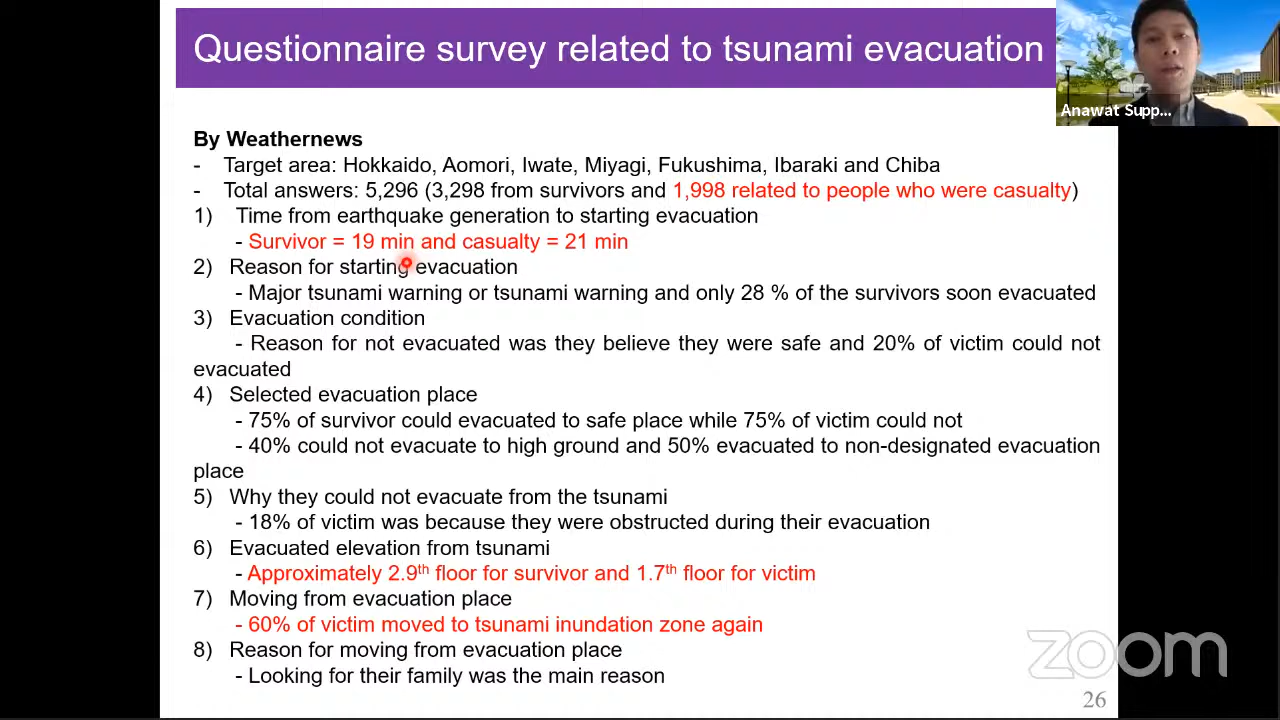 Questionnaire survey related to tsunami evacuation
Anawat Supp...
By Weathernews
- Target area: Hokkaido, Aomori, Iwate, Miyagi, Fukushima, Ibaraki and Chiba
- Total answers: 5,296 (3,298 from survivors and 1,998 related to people who were casualty)
1) Time from earthquake generation to starting evacuation
- Survivor = 19 min and casualty = 21 min
2) Reason for starting evacuation
- Major tsunami warning or tsunami warning and only 28 % of the survivors soon evacuated
3) Evacuation condition
- Reason for not evacuated was they believe they were safe and 20% of victim could not
evacuated
4) Selected evacuation place
- 75% of survivor could evacuated to safe place while 75% of victim could not
- 40% could not evacuate to high ground and 50% evacuated to non-designated evacuation
place
5) Why they could not evacuate from the tsunami
- 18% of victim was because they were obstructed during their evacuation
6) Evacuated elevation from tsunami
- Approximately 2.9th floor for survivor and 1.7th floor for victim
7) Moving from evacuation place
- 60% of victim moved to tsunami inundation zone again
8) Reason for moving from evacuation place
- Looking for their family was the main reason
zoom
26